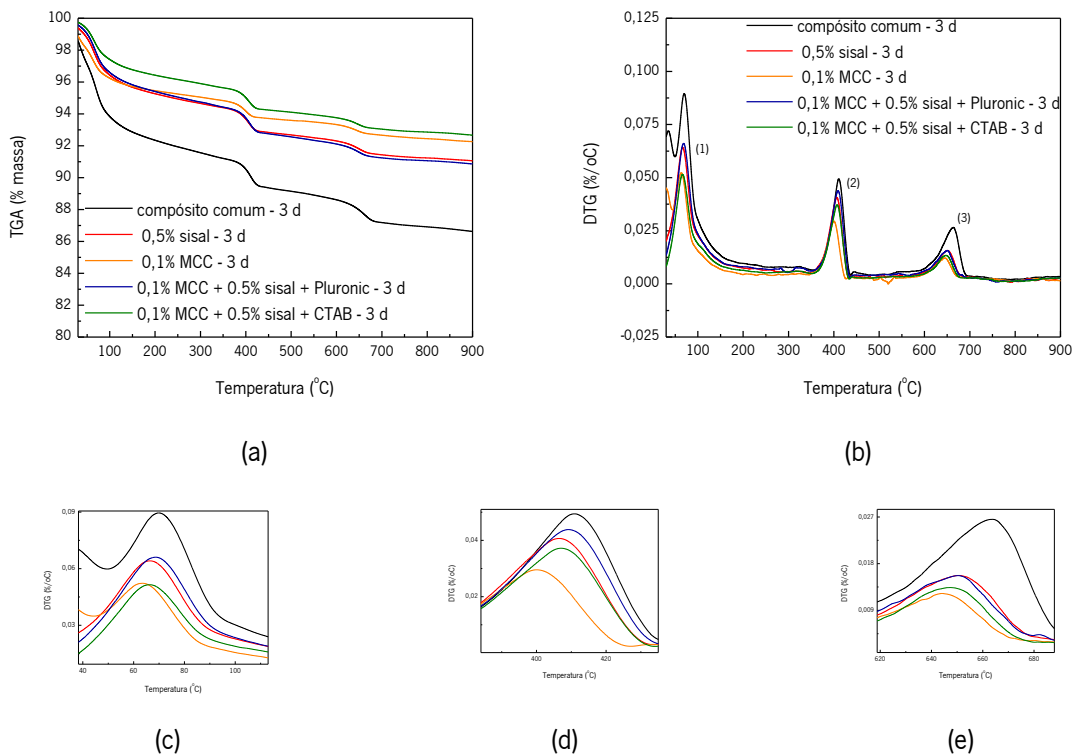 100
98
96
94
92
90
88
86
84
82
80
TGA (% massa)
compósito comum - 3 d
0,5% sisal - 3 d
0,1% MCC - 3 d
0,1% MCC + 0.5% sisal + Pluronic - 3 d
0,1% MCC + 0.5% sisal + CTAB - 3 d
100 200 300 400 500 600 700 800 900
Temperatura (°C)
(a)
0,125
0,100
0,075
0,050
0,025
0,000
-0,025
DTG (%/oC)
compósito comum - 3 d
0,5% sisal - 3 d
0,1% MCC - 3 d
0,1% MCC + 0.5% sisal + Pluronic - 3 d
0,1% MCC + 0.5% sisal + CTAB - 3 d
(1)
(2)
(3)
100 200 300 400 500 600 700 800 900
Temperatura (°C)
(b)
0,09
0,06
0,03
DTG (%/oC)
40 60 80 100
Temperatura (°C)
(c)
0,04
0,02
DTG (%/oC)
400 420
Temperatura (°C)
(d)
0,027
0,018
0,009
DTG (%/oC)
620 640 660 680
Temperatura (°C)
(e)